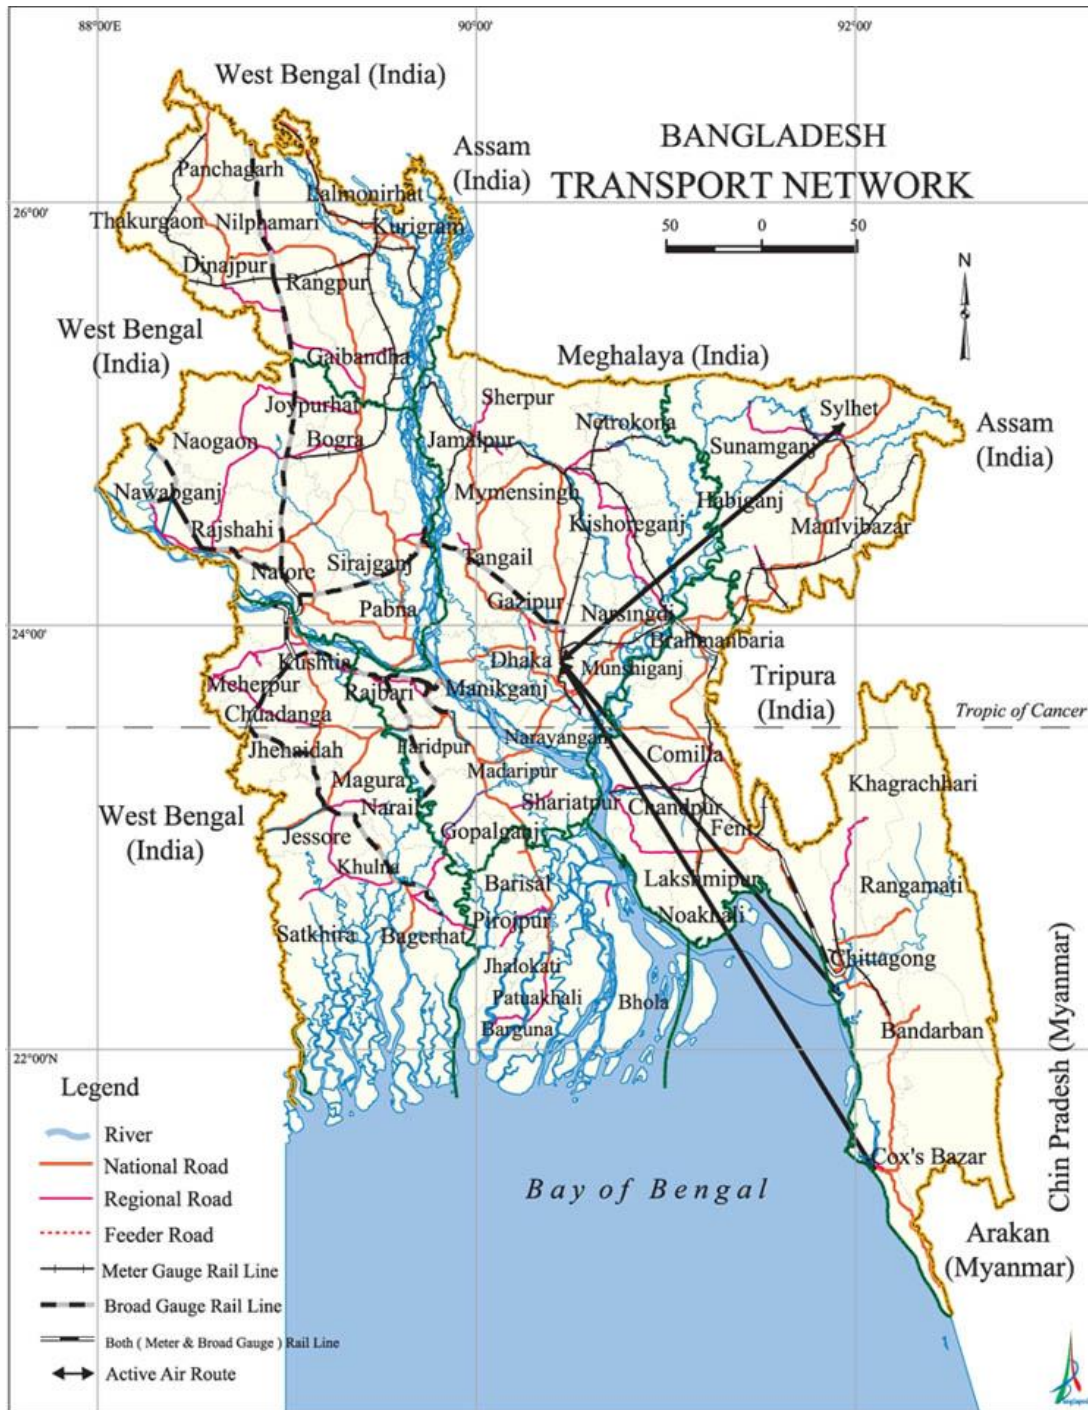 88°00'E
90°00'
92°00'
West Bengal (India)
BANGLADESH
TRANSPORT NETWORK
Assam
(India)
50 0 50
N
Panchagarh
Lalmonirhat
26°00'
Thakurgaon
Nilphamari
Kurigram
Dinajpur
Rangpur
West Bengal
(India)
Gaibandha
Meghalaya (India)
Joypurhat
Sherpur
Sylhet
Naogaon
Bogra
Jamalpur
Netrokona
Sunamganj
Assam
(India)
Nawabganj
Mymensingh
Habiganj
Rajshahi
Kishoreganj
Maulvibazar
Natore
Sirajganj
Tangail
Pabna
Gazipur
Narsingdi
24°00'
Brahmanbaria
Kushtia
Dhaka
Munshiganj
Meherpur
Rajbari
Manikganj
Tripura
(India)
Chuadanga
Tropic of Cancer
Jhenaidah
Faridpur
Narayanganj
Comilla
Magura
Madaripur
Khagrachhari
West Bengal
(India)
Narail
Shariatpur
Chandpur
Jessore
Gopalganj
Feni
Khulna
Barisal
Lakshmipur
Rangamati
Satkhira
Bagerhat
Pirojpur
Noakhali
Jhalokati
Chittagong
Patuakhali
Bhola
Barguna
Bandarban
22°00'N
Chin Pradesh (Myanmar)
Cox's Bazar
Bay of Bengal
Arakan
(Myanmar)
Legend
River
National Road
Regional Road
Feeder Road
Meter Gauge Rail Line
Broad Gauge Rail Line
Both ( Meter & Broad Gauge ) Rail Line
Active Air Route